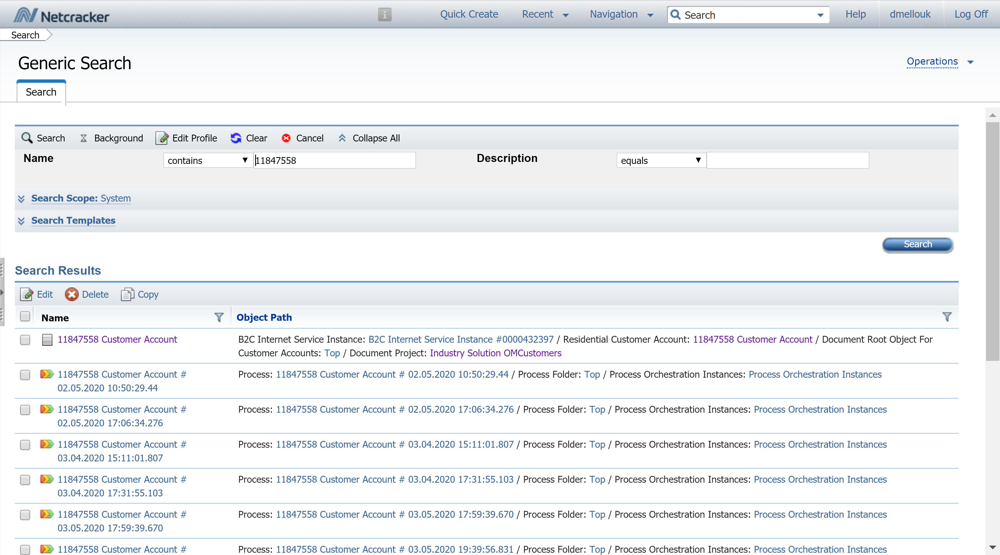 Netcracker
i
Quick Create
Recent
Navigation
Search
Help
dmellouk
Log Off
Search
Generic Search
Operations
Search
Search
Background
Edit Profile
Clear
Cancel
Collapse All
Name
contains
11847558
Description
equals
Search Scope: System
Search Templates
Search
Search Results
Edit
Delete
Copy
Name
Object Path
11847558 Customer Account
B2C Internet Service Instance: B2C Internet Service Instance #0000432397 / Residential Customer Account: 11847558 Customer Account / Document Root Object For
Customer Accounts: Top / Document Project: Industry Solution OMCustomers
11847558 Customer Account #
02.05.2020 10:50:29.44
Process: 11847558 Customer Account # 02.05.2020 10:50:29.44 / Process Folder: Top / Process Orchestration Instances: Process Orchestration Instances
11847558 Customer Account #
02.05.2020 17:06:34.276
Process: 11847558 Customer Account # 02.05.2020 17:06:34.276 / Process Folder: Top / Process Orchestration Instances: Process Orchestration Instances
11847558 Customer Account #
03.04.2020 15:11:01.807
Process: 11847558 Customer Account # 03.04.2020 15:11:01.807 / Process Folder: Top / Process Orchestration Instances: Process Orchestration Instances
11847558 Customer Account #
03.04.2020 17:31:55.103
Process: 11847558 Customer Account # 03.04.2020 17:31:55.103 / Process Folder: Top / Process Orchestration Instances: Process Orchestration Instances
11847558 Customer Account #
03.05.2020 17:59:39.670
Process: 11847558 Customer Account # 03.05.2020 17:59:39.670 / Process Folder: Top / Process Orchestration Instances: Process Orchestration Instances
11847558 Customer Account #
Process: 11847558 Customer Account # 03.05.2020 19:39:56.831 / Process Folder: Top / Process Orchestration Instances: Process Orchestration Instances